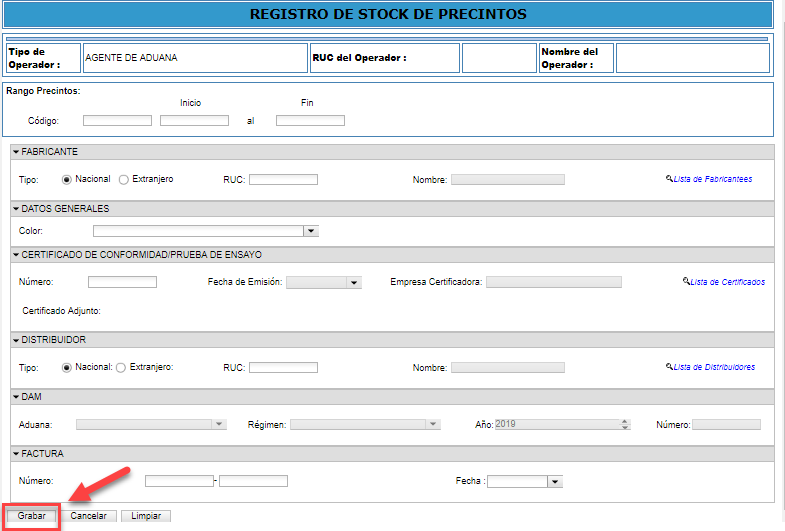 REGISTRO DE STOCK DE PRECINTOS
Tipo de Operador : AGENTE DE ADUANA RUC del Operador : Nombre del Operador :
Rango Precintos:
Inicio Fin
Código: al
FABRICANTE
Tipo: Nacional Extranjero RUC: Nombre: Lista de Fabricantees
DATOS GENERALES
Color:
CERTIFICADO DE CONFORMIDAD/PRUEBA DE ENSAYO
Número: Fecha de Emisión: Empresa Certificadora: Lista de Certificados
Certificado Adjunto:
DISTRIBUIDOR
Tipo: Nacional: Extranjero: RUC: Nombre: Lista de Distribuidores
DAM
Aduana: Régimen: Año: 2019 Número:
FACTURA
Número: - Fecha :
Grabar Cancelar Limpiar